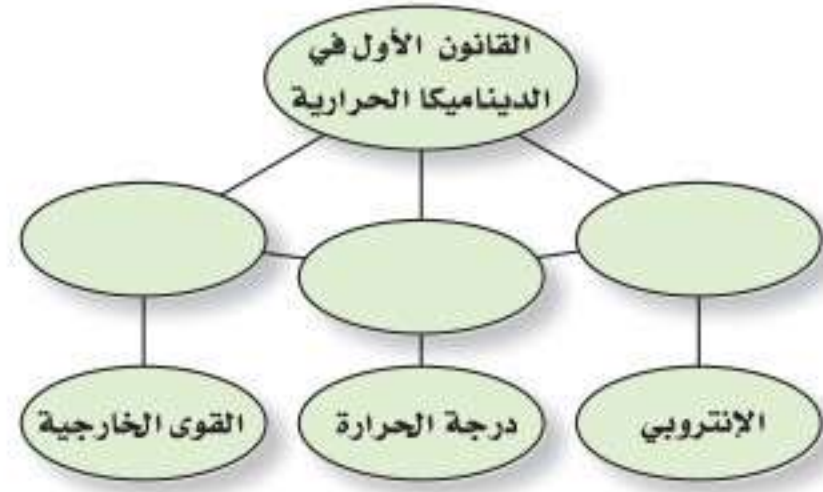 القانون الأول في
الديناميكا الحرارية
الإنتروبي
درجة الحرارة
القوى الخارجية